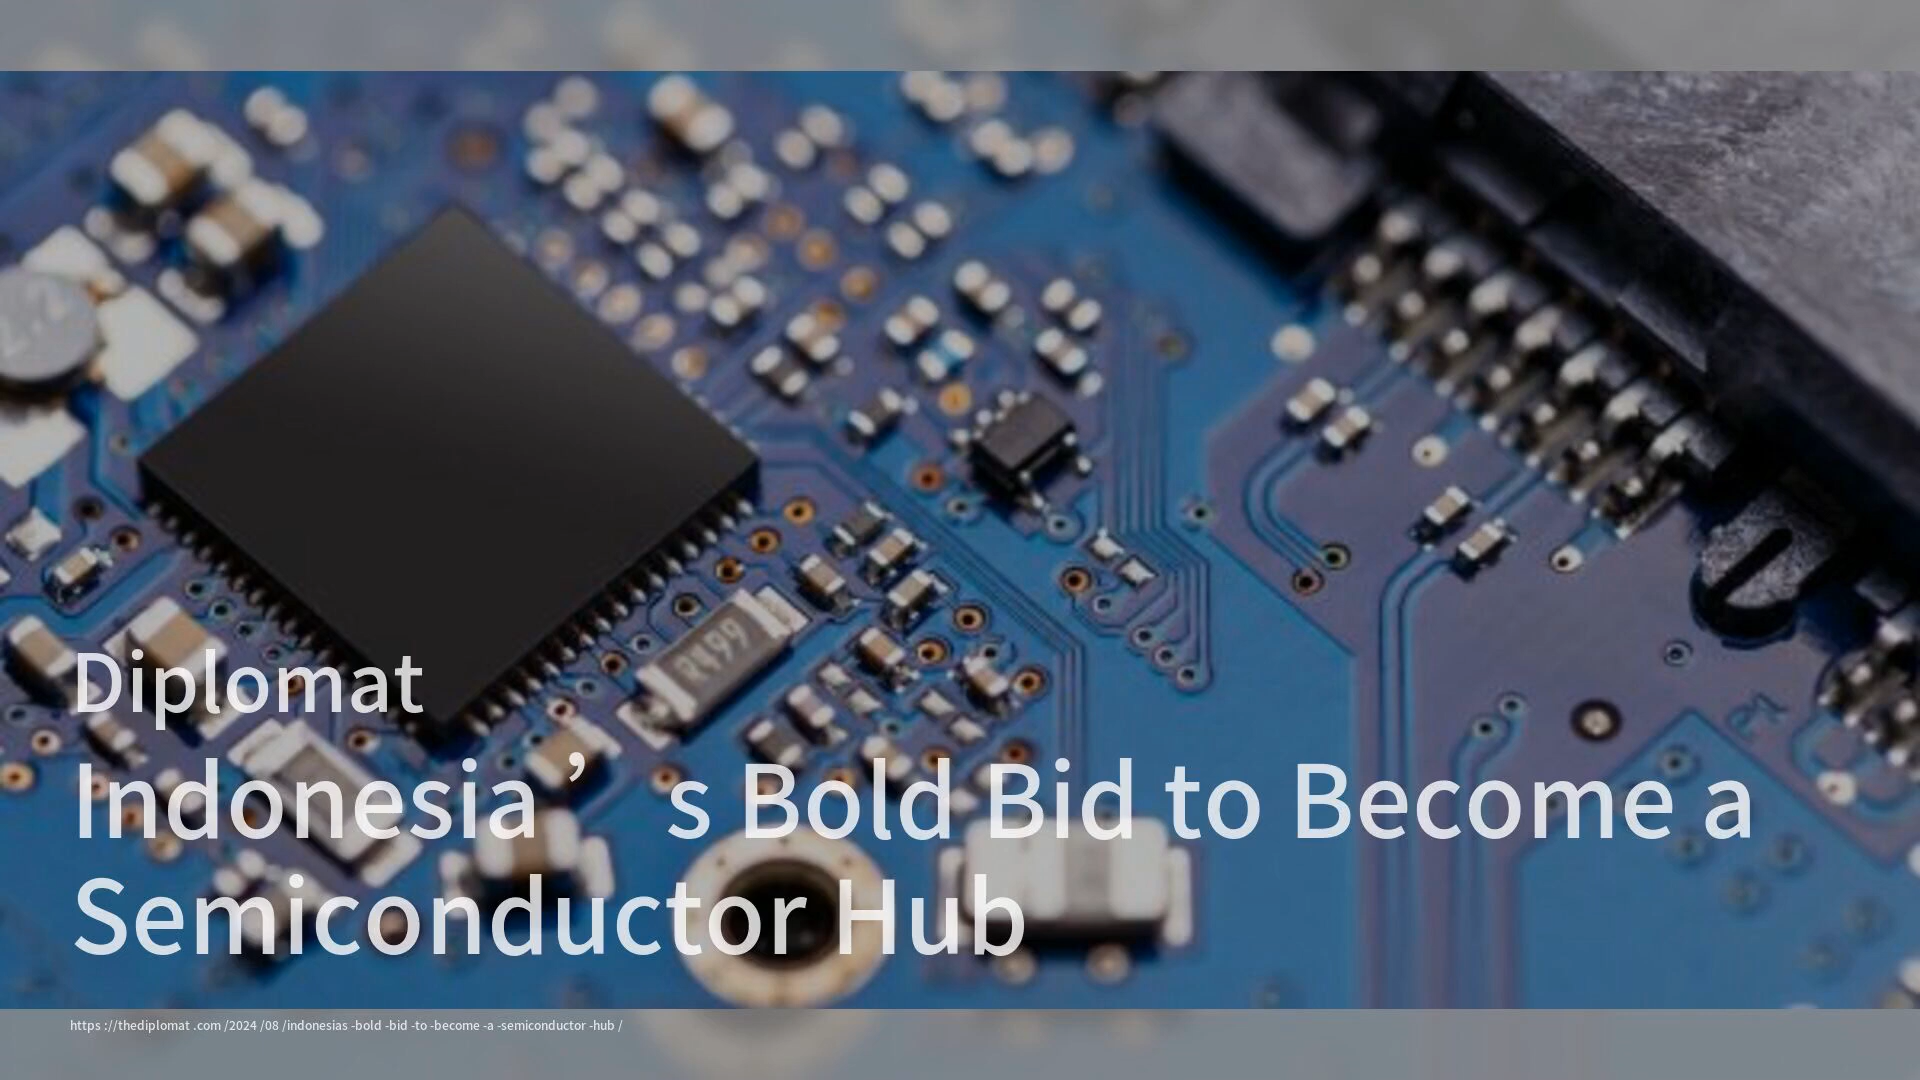 Diplomat
Indonesia’s Bold Bid to Become a
Semiconductor Hub
https ://thediplomat .com /2024 /08 /indonesias -bold -bid -to -become -a -semiconductor -hub /